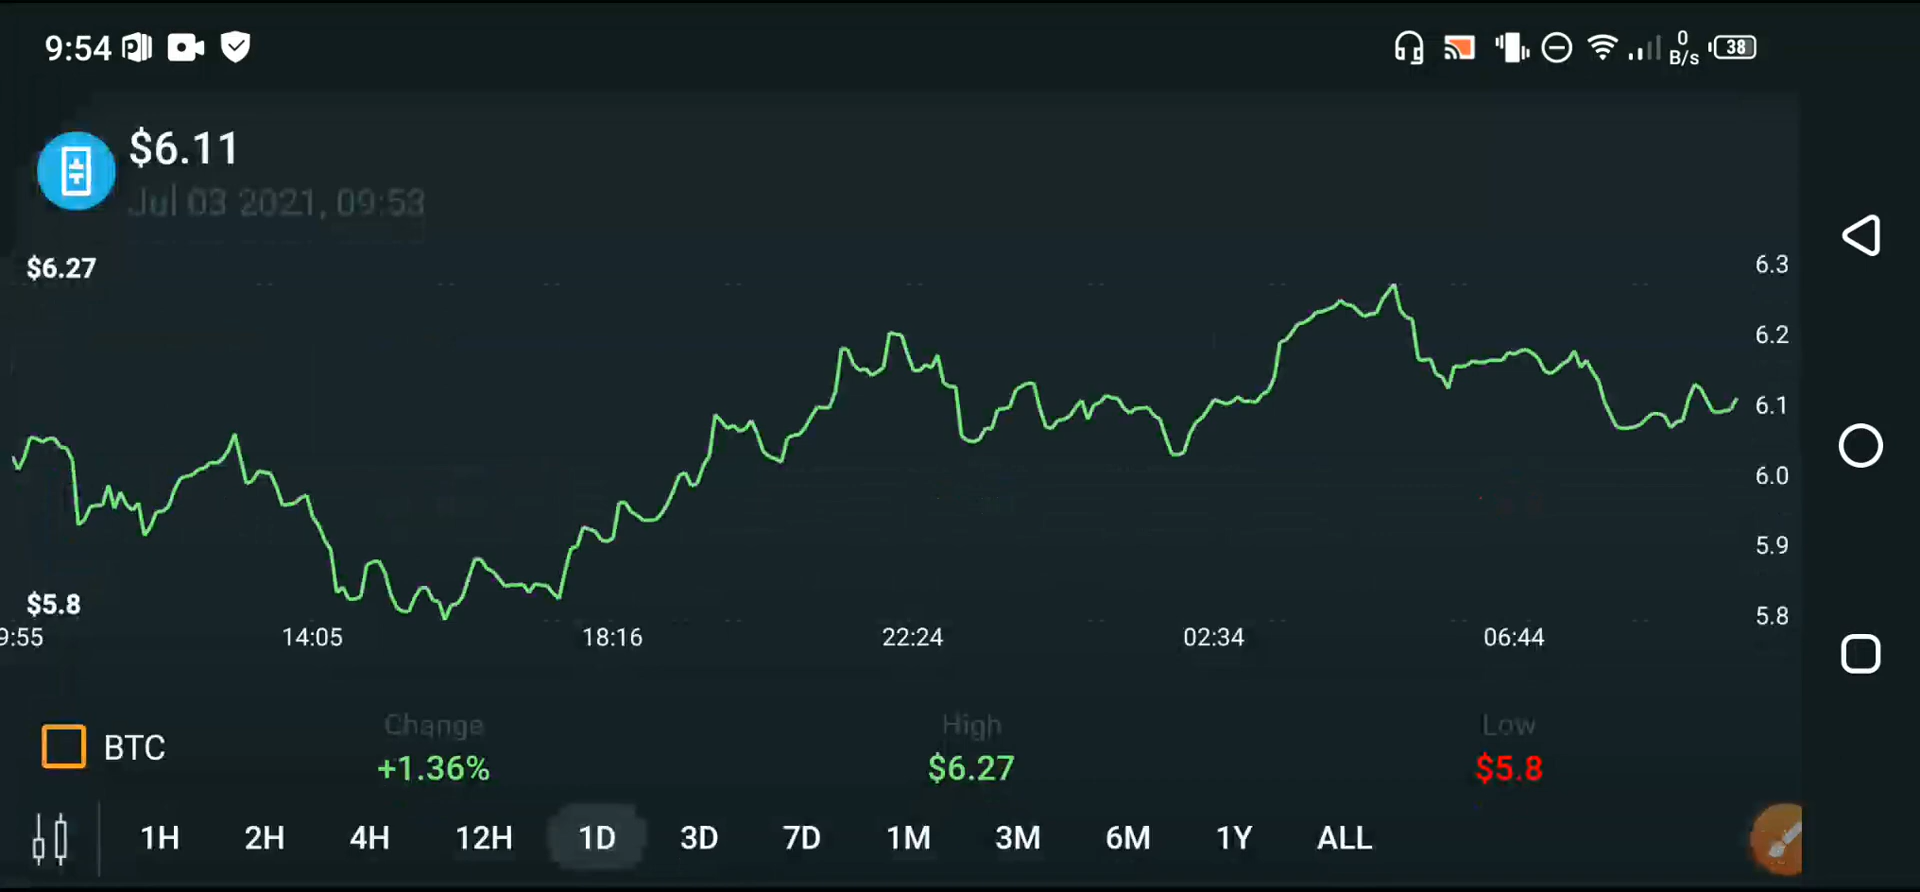 9:54
0 B/s 38
$6.11
Jul 03 2021, 09:53
$6.27
6.3
6.2
6.1
6.0
5.9
$5.8
5.8
9:55 14:05 18:16 22:24 02:34 06:44
Change High Low
BTC +1.36% $6.27 $5.8
1H 2H 4H 12H 1D 3D 7D 1M 3M 6M 1Y ALL